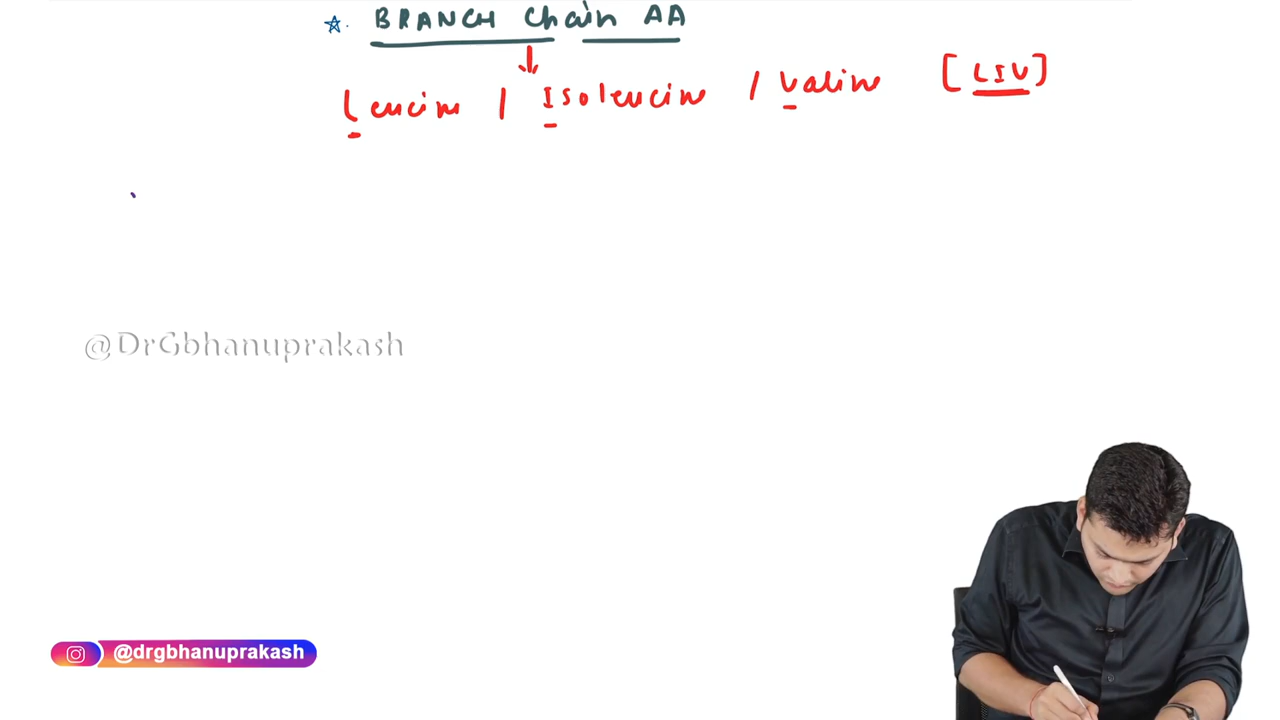 ☆. BRANCH Chain AA
Leucine / Isoleucine / Valine [LIV]
@DrGbhanuprakash
@drgbhanuprakash